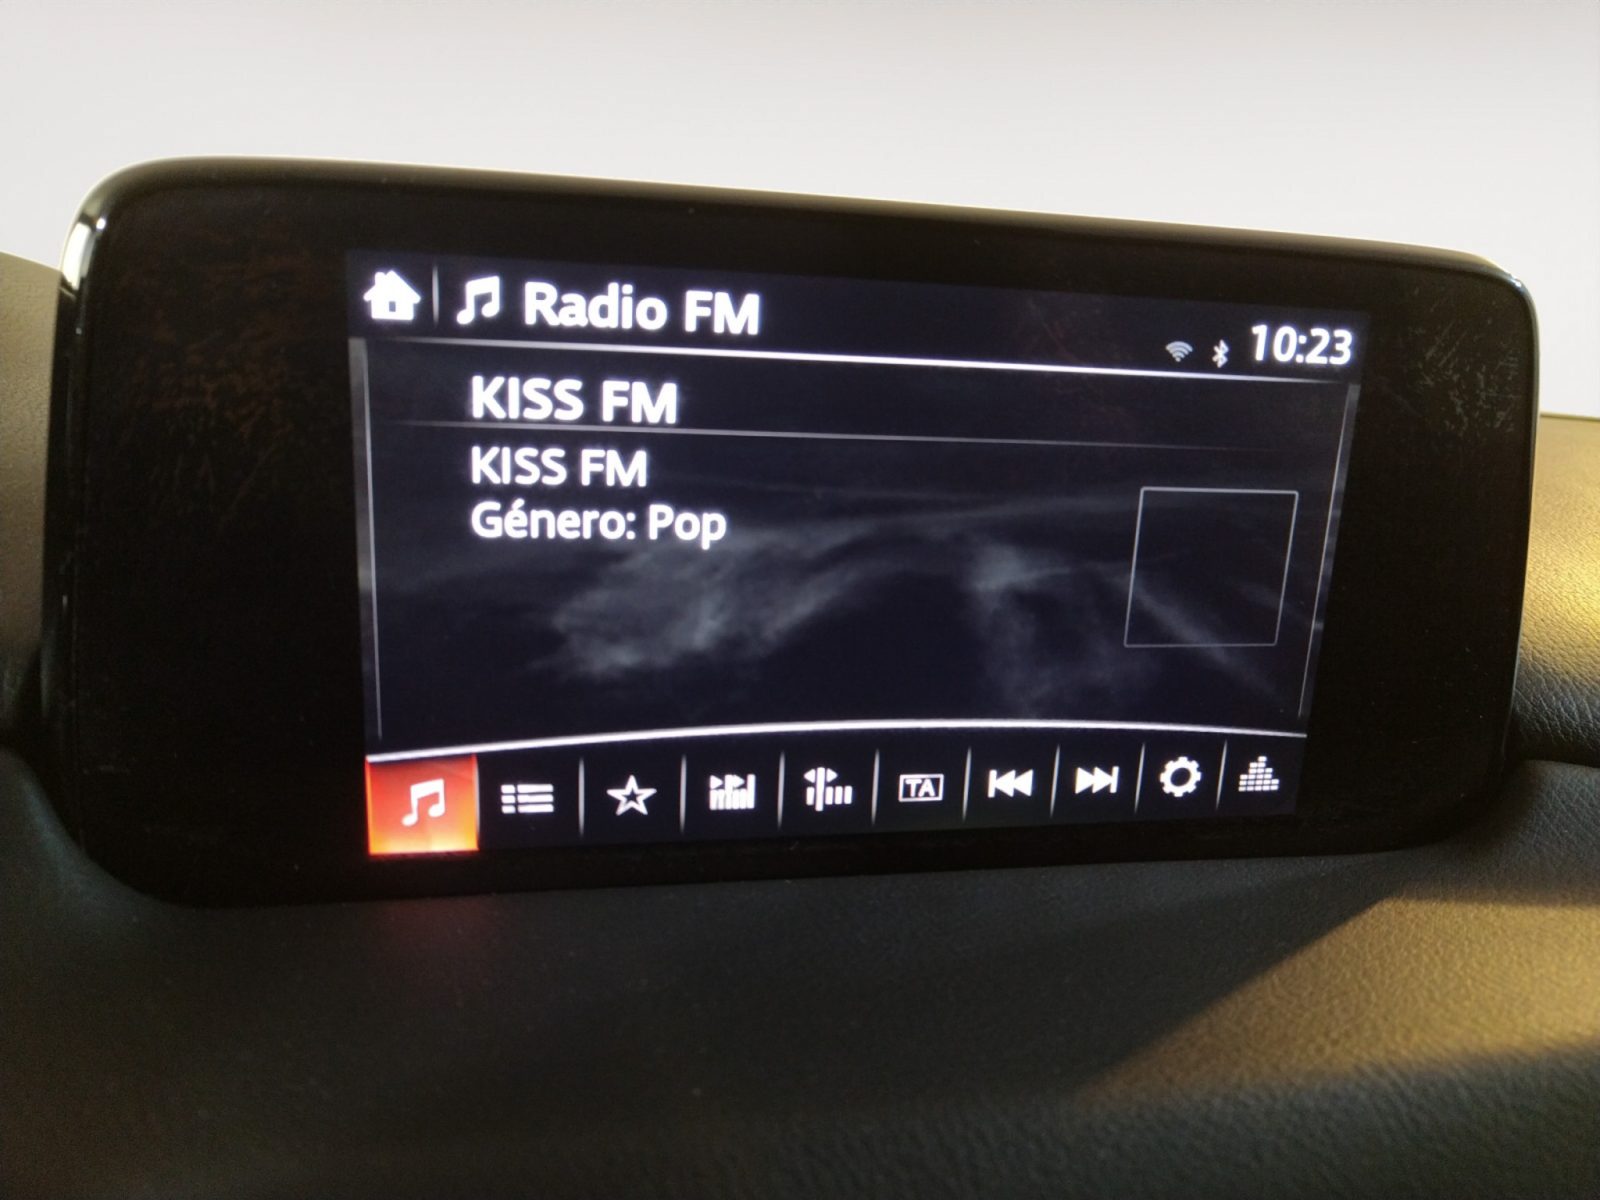 Radio FM
10:23
KISS FM
KISS FM
Género: Pop
TA